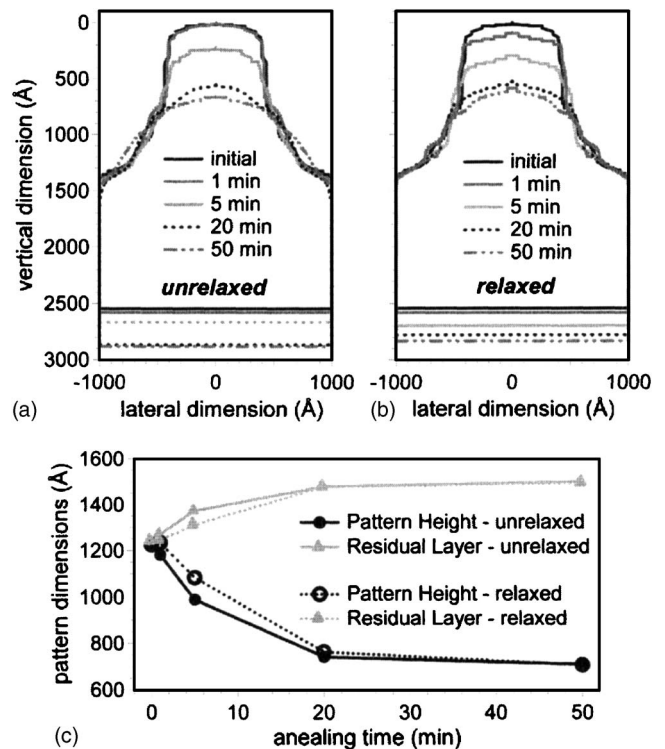 0
500
1000
1500
2000
2500
3000
vertical dimension (Å)
initial
1 min
5 min
20 min
50 min
unrelaxed
-1000 0 1000
lateral dimension (Å)
(a)
initial
1 min
5 min
20 min
50 min
relaxed
-1000 0 1000
lateral dimension (Å)
(b)
1600
1400
1200
1000
800
600
pattern dimensions (Å)
Pattern Height - unrelaxed
Residual Layer - unrelaxed
Pattern Height - relaxed
Residual Layer - relaxed
0 10 20 30 40 50
anealing time (min)
(c)